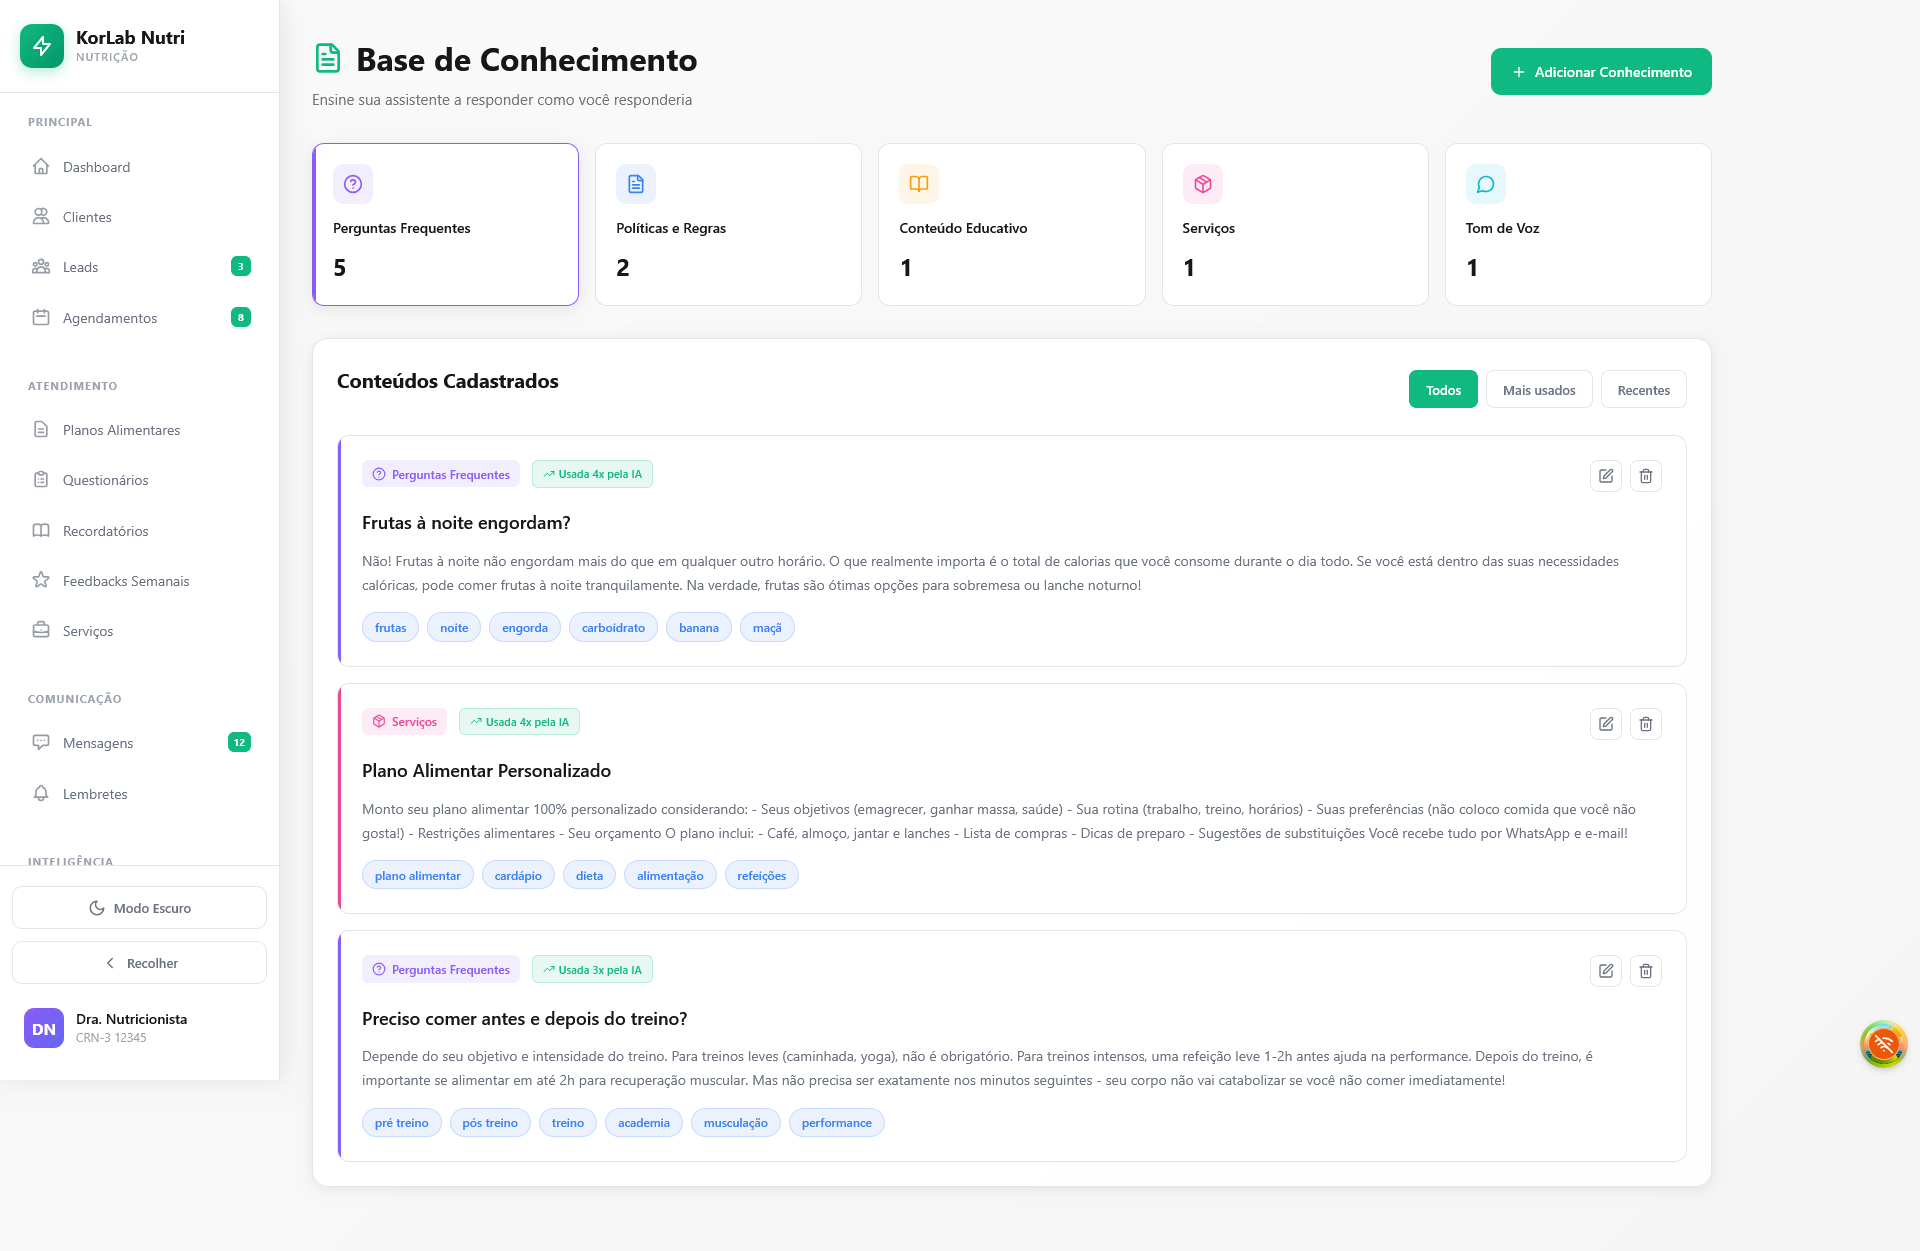 KorLab Nutri
NUTRIÇÃO
PRINCIPAL
Dashboard
Clientes
Leads
3
Agendamentos
8
ATENDIMENTO
Planos Alimentares
Questionários
Recordatórios
Feedbacks Semanais
Serviços
COMUNICAÇÃO
Mensagens
12
Lembretes
INTELIGÊNCIA
Modo Escuro
Recolher
DN
Dra. Nutricionista
CRN-3 12345
Base de Conhecimento
Ensine sua assistente a responder como você responderia
Adicionar Conhecimento
Perguntas Frequentes
5
Políticas e Regras
2
Conteúdo Educativo
1
Serviços
1
Tom de Voz
1
Conteúdos Cadastrados
Todos
Mais usados
Recentes
Perguntas Frequentes
Usada 4x pela IA
Frutas à noite engordam?
Não! Frutas à noite não engordam mais do que em qualquer outro horário. O que realmente importa é o total de calorias que você consome durante o dia todo. Se você está dentro das suas necessidades
calóricas, pode comer frutas à noite tranquilamente. Na verdade, frutas são ótimas opções para sobremesa ou lanche noturno!
frutas
noite
engorda
carboidrato
banana
maçã
Serviços
Usada 4x pela IA
Plano Alimentar Personalizado
Monto seu plano alimentar 100% personalizado considerando: - Seus objetivos (emagrecer, ganhar massa, saúde) - Sua rotina (trabalho, treino, horários) - Suas preferências (não coloco comida que você não
gosta!) - Restrições alimentares - Seu orçamento O plano inclui: - Café, almoço, jantar e lanches - Lista de compras - Dicas de preparo - Sugestões de substituições Você recebe tudo por WhatsApp e e-mail!
plano alimentar
cardápio
dieta
alimentação
refeições
Perguntas Frequentes
Usada 3x pela IA
Preciso comer antes e depois do treino?
Depende do seu objetivo e intensidade do treino. Para treinos leves (caminhada, yoga), não é obrigatório. Para treinos intensos, uma refeição leve 1-2h antes ajuda na performance. Depois do treino, é
importante se alimentar em até 2h para recuperação muscular. Mas não precisa ser exatamente nos minutos seguintes - seu corpo não vai catabolizar se você não comer imediatamente!
pré treino
pós treino
treino
academia
musculação
performance